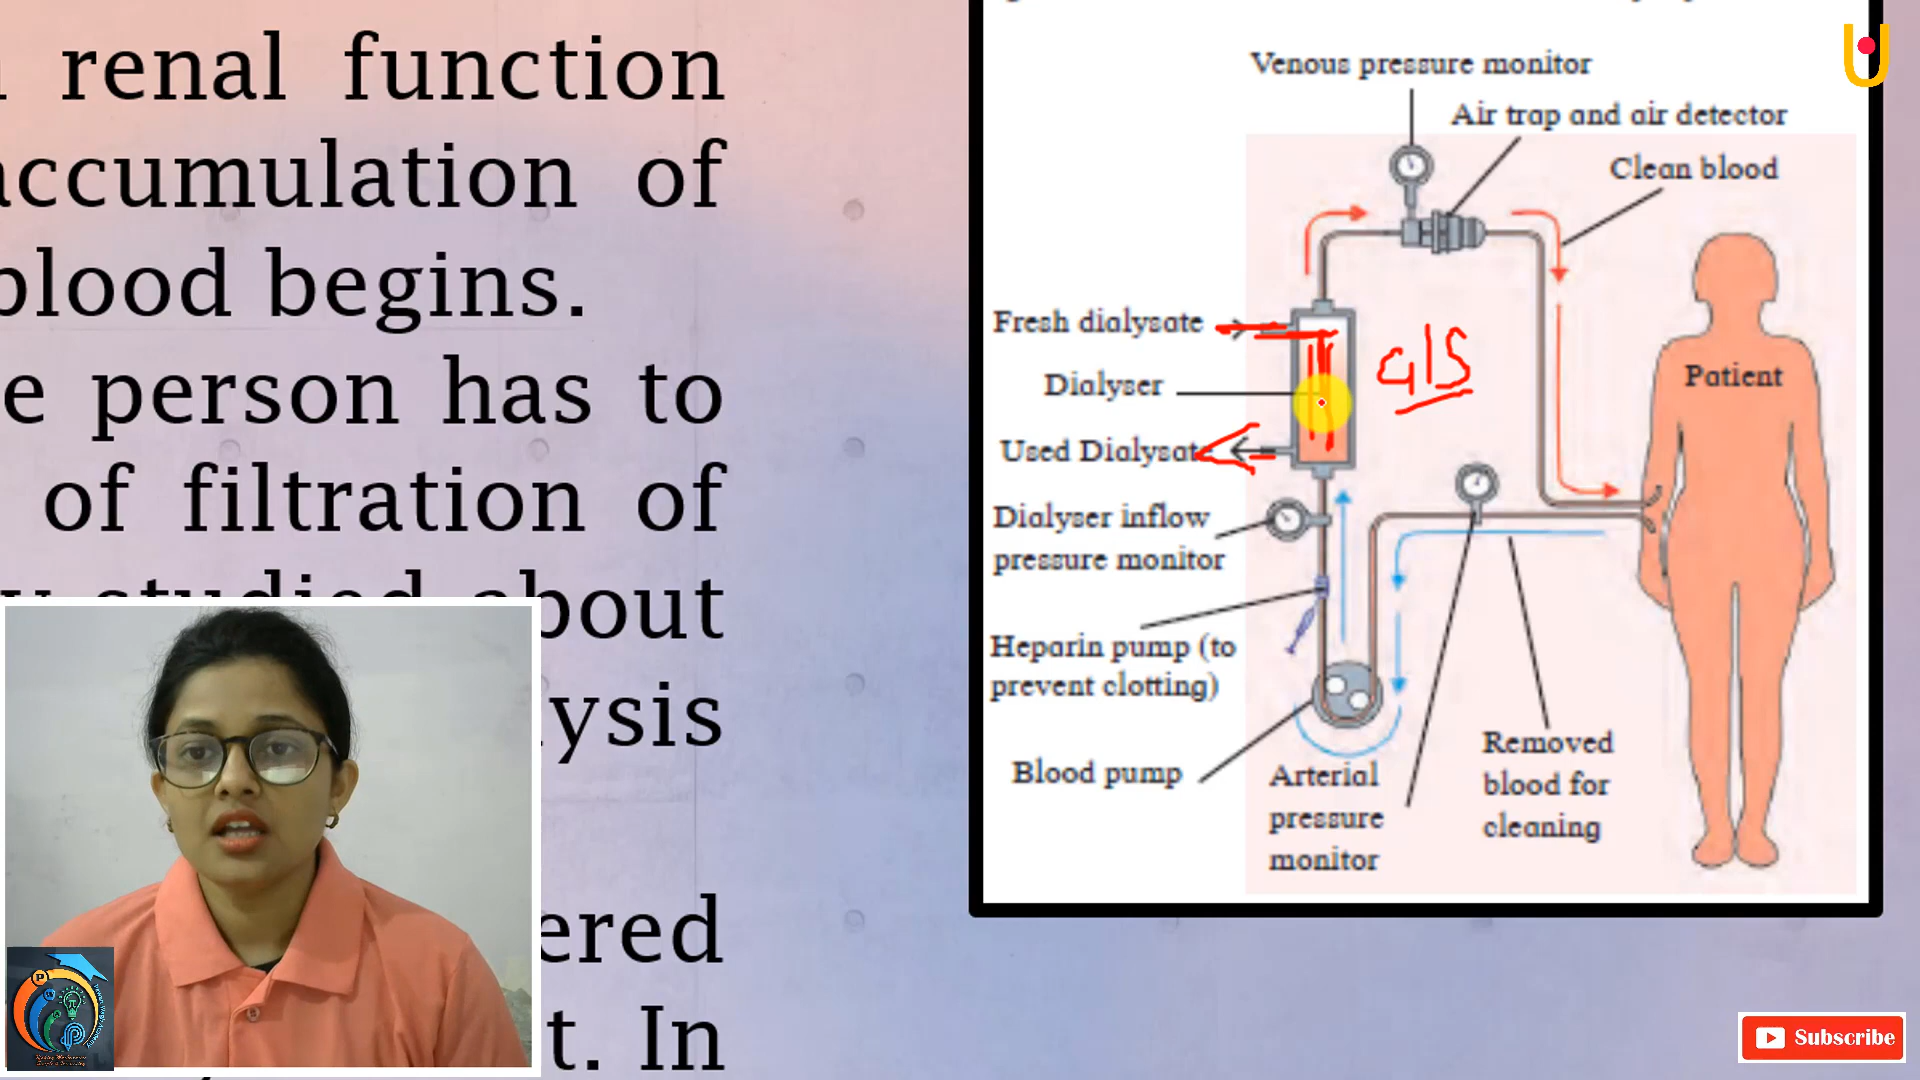 renal function
accumulation of
blood begins.
e person has to
of filtration of
studied about
lysis
ered
t. In
Venous pressure monitor
Air trap and air detector
Clean blood
Fresh dialysate
Dialyser
Used Dialysate
Patient
Dialyser inflow
pressure monitor
Heparin pump (to
prevent clotting)
Blood pump
Arterial
pressure
monitor
Removed
blood for
cleaning
Subscribe